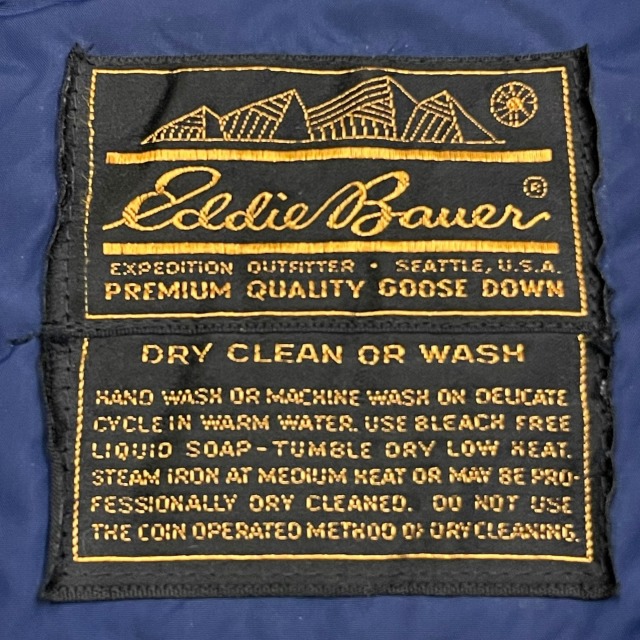 Eddie Bauer ®
EXPEDITION OUTFITTER • SEATTLE, U.S.A.
PREMIUM QUALITY GOOSE DOWN
DRY CLEAN OR WASH
HAND WASH OR MACHINE WASH ON DELICATE
CYCLE IN WARM WATER. USE BLEACH FREE
LIQUID SOAP-TUMBLE DRY LOW HEAT.
STEAM IRON AT MEDIUM HEAT OR MAY BE PRO-
FESSIONALLY DRY CLEANED. DO NOT USE
THE COIN OPERATED METHOD OF DRYCLEANING.